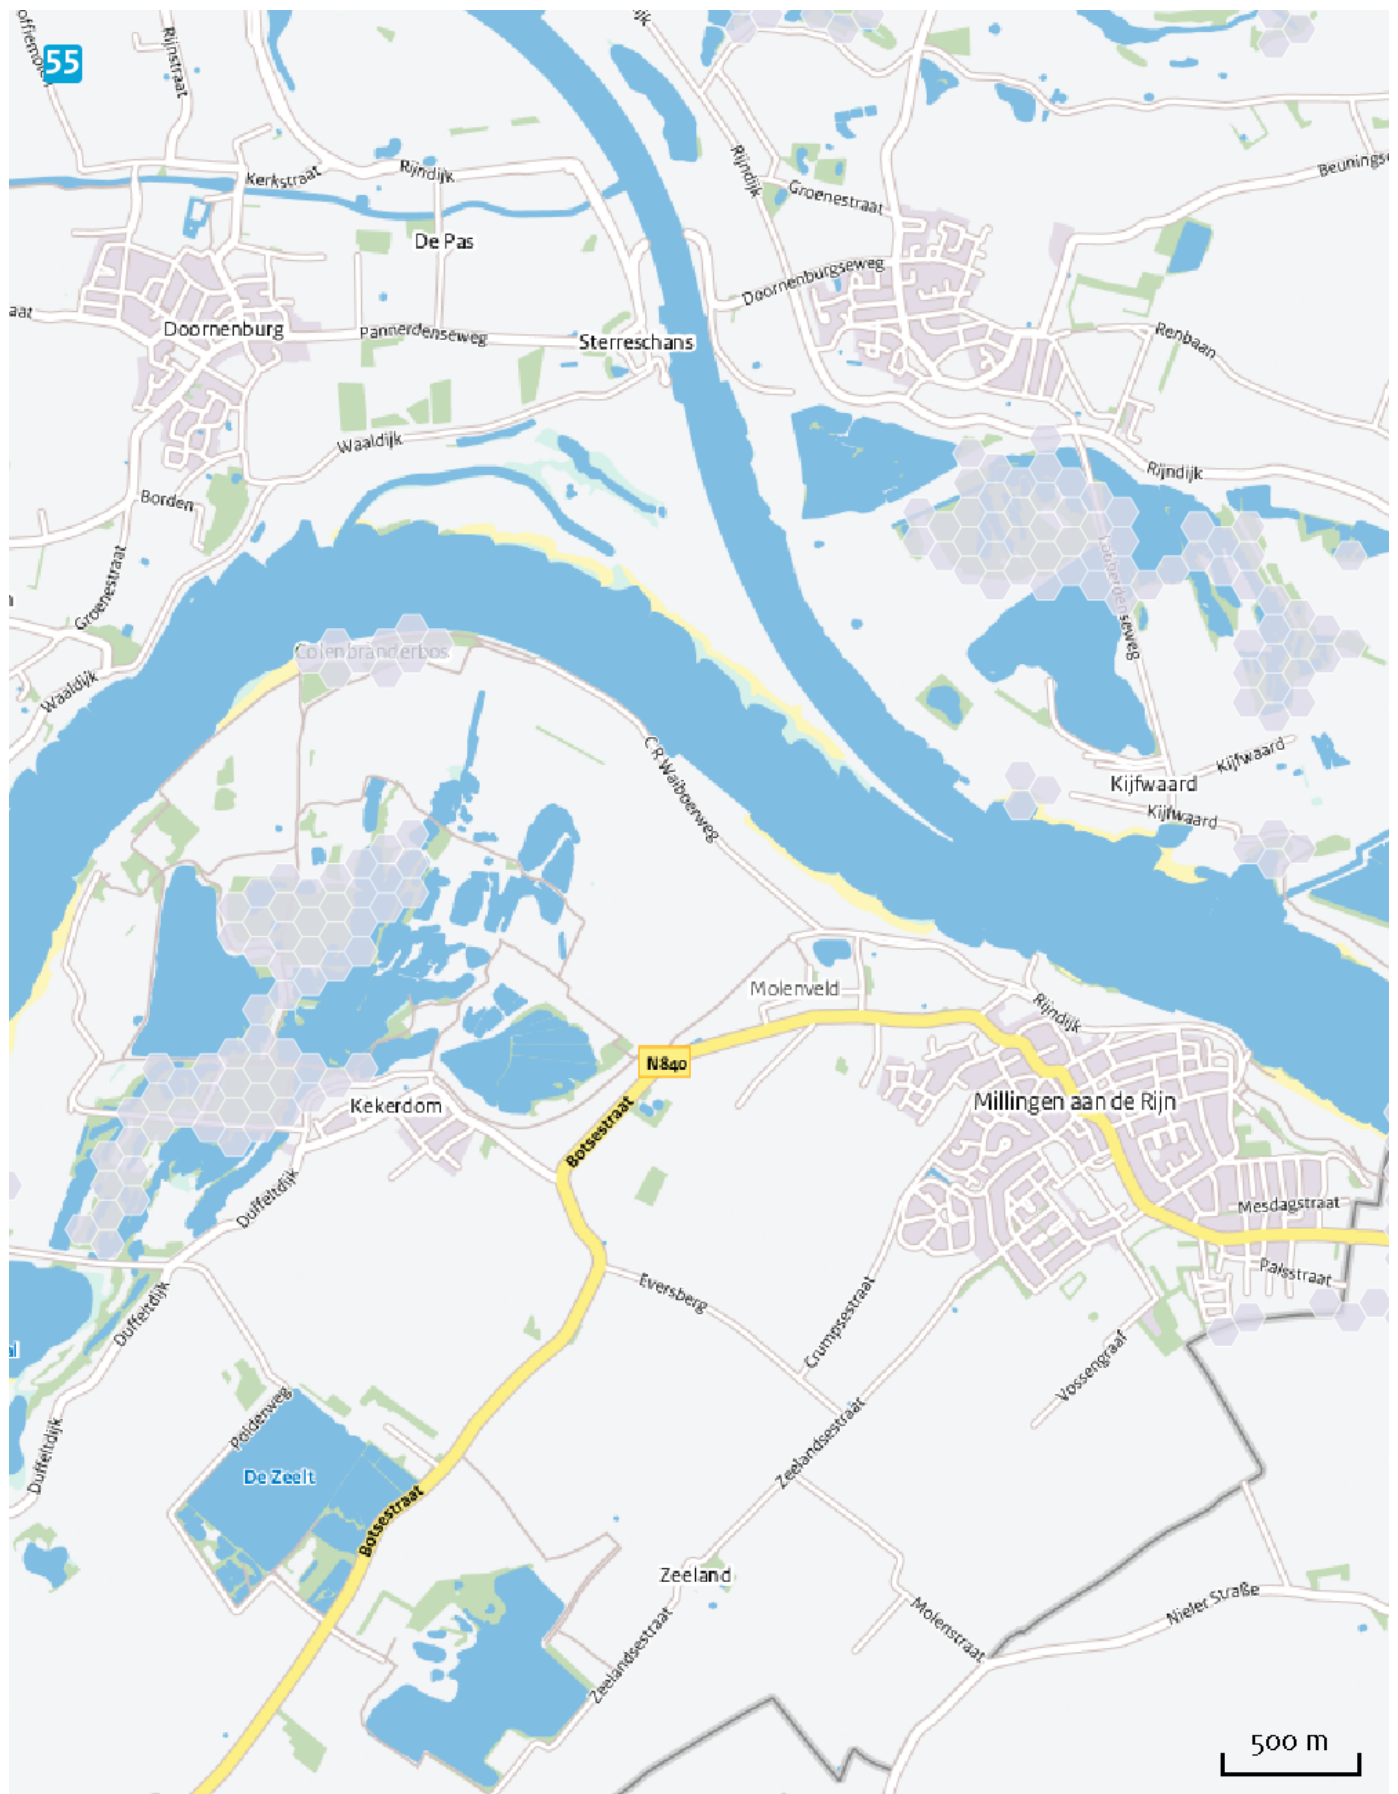 55
Rijnstraat
Rijndijk
Kerkstraat
Rijndijk
Groenestraat
De Pas
Doornenburgseweg
Doornenburg
Pannerdenseweg
Sterreschans
Renbaan
Waaldijk
Rijndijk
Borden
Groenestraat
Colenbranderbos
Waaldijk
C R Waiboerweg
Kijfwaard
Kijfwaard
Kijfwaard
Molenveld
Rijndijk
N840
Kekerdom
Millingen aan de Rijn
Botsestraat
Duffeltdijk
Mesdagstraat
Eversberg
Palsstraat
Duffeltdijk
Crumpsestraat
Vossengraaf
Polderweg
Zeelandsestraat
Duffeltdijk
De Zeelt
Botsestraat
Zeeland
Nieler Straße
Molenstraat
Zeelandsestraat
500 m